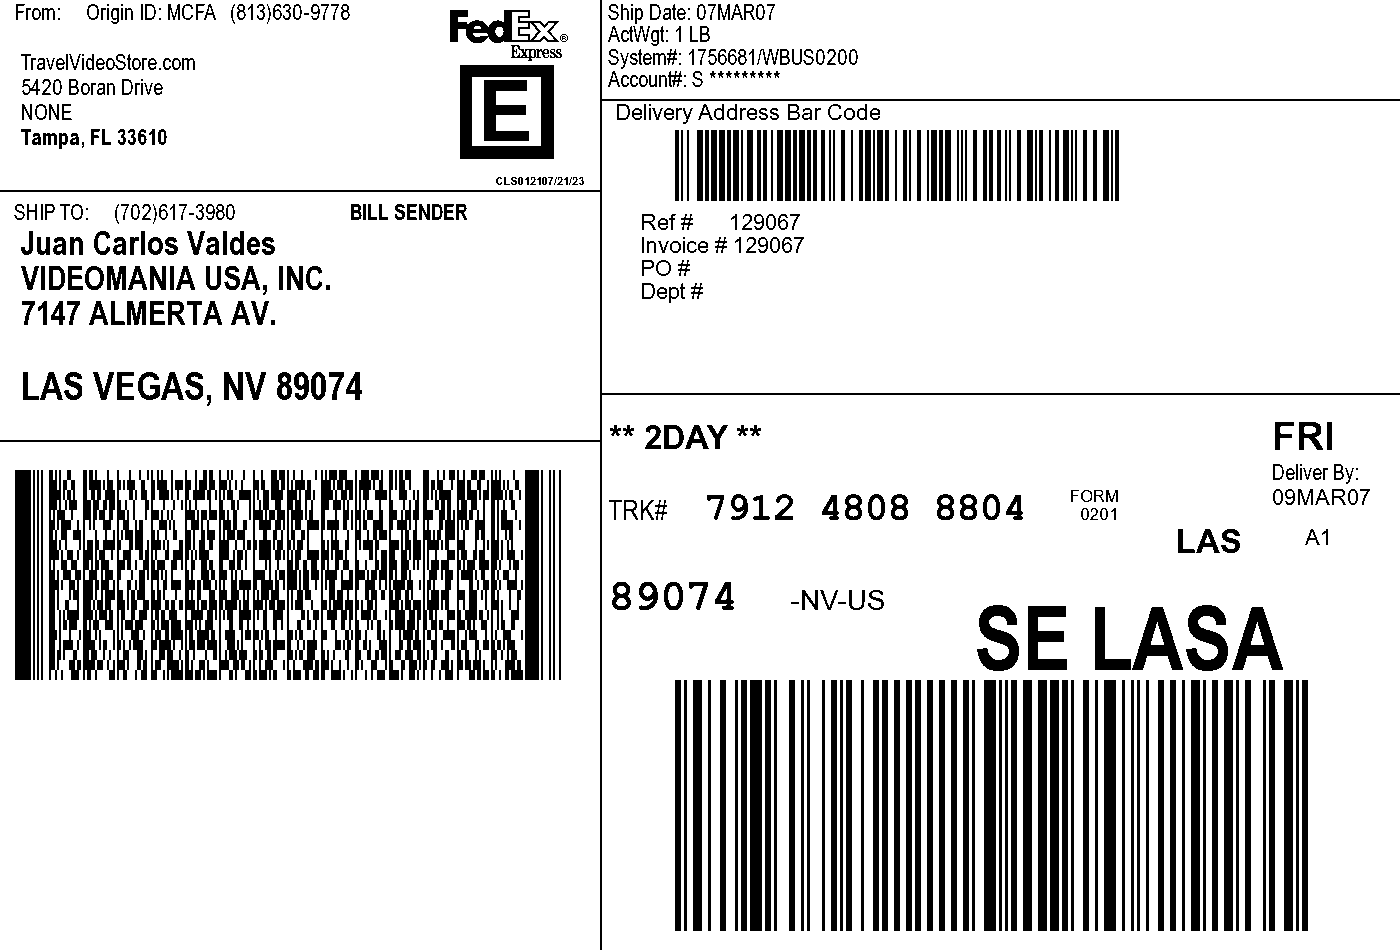 From: Origin ID: MCFA (813)630-9778
TravelVideoStore.com
5420 Boran Drive
NONE
Tampa, FL 33610
FedEx®
Express
E
CLS012107/21/23
Ship Date: 07MAR07
ActWgt: 1 LB
System#: 1756681/WBUS0200
Account#: S *********
Delivery Address Bar Code
Ref # 129067
Invoice # 129067
PO #
Dept #
SHIP TO: (702)617-3980 BILL SENDER
Juan Carlos Valdes
VIDEOMANIA USA, INC.
7147 ALMERTA AV.
LAS VEGAS, NV 89074
** 2DAY **
FRI
Deliver By:
09MAR07
TRK# 7912 4808 8804 FORM
0201
LAS A1
89074 -NV-US
SE LASA